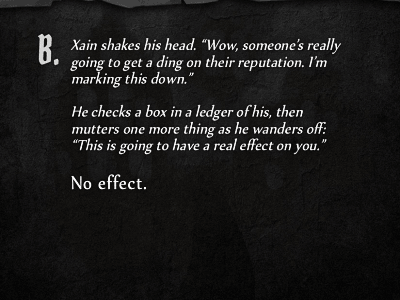 B. Xain shakes his head. “Wow, someone’s really
going to get a ding on their reputation. I’m
marking this down.”
He checks a box in a ledger of his, then
mutters one more thing as he wanders off:
“This is going to have a real effect on you.”
No effect.